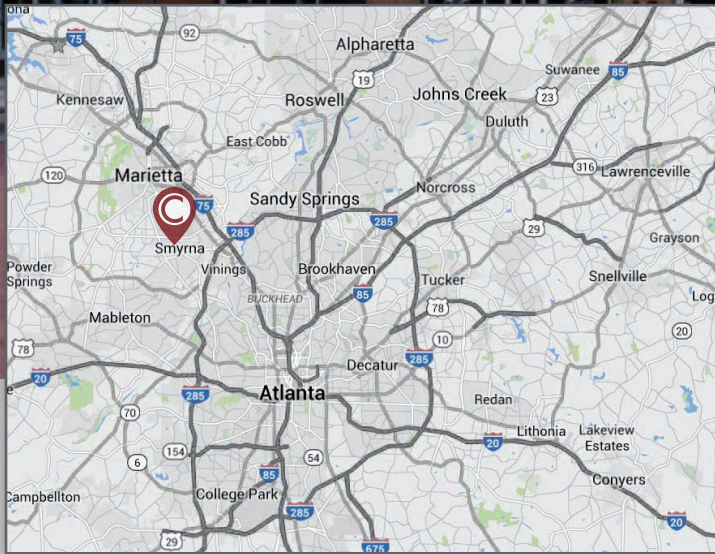 ona
75
92
Alpharetta
19
Suwanee
85
Kennesaw
Roswell
Johns Creek
23
Duluth
East Cobb
316
Lawrenceville
120
Marietta
Norcross
75
Sandy Springs
C
285
285
29
Smyrna
Grayson
Powder
Springs
Vinings
Brookhaven
Tucker
Snellville
BUCKHEAD
85
Log
78
Mableton
10
20
78
285
Decatur
20
e
285
Atlanta
Redan
70
Lithonia
Lakeview
Estates
20
154
54
6
85
Conyers
Campbellton
College Park
285
20
29
675